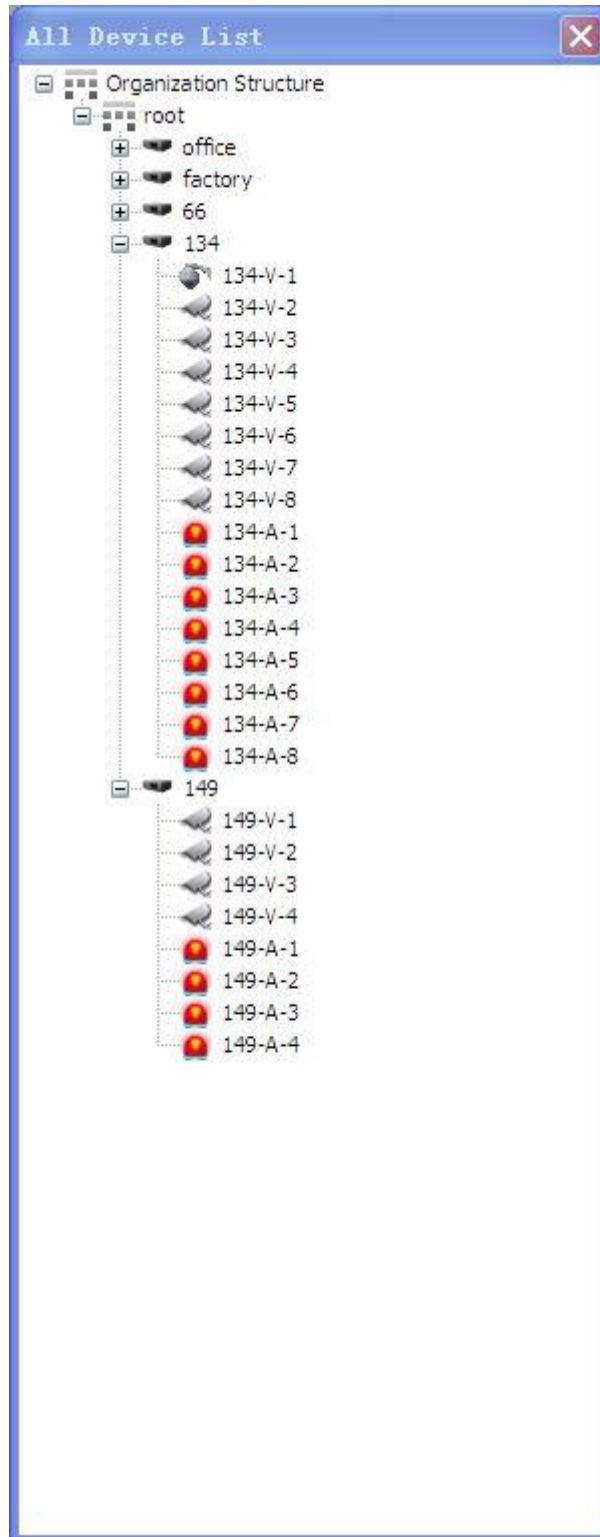 All Device List
Organization Structure
root
office
factory
66
134
134-V-1
134-V-2
134-V-3
134-V-4
134-V-5
134-V-6
134-V-7
134-V-8
134-A-1
134-A-2
134-A-3
134-A-4
134-A-5
134-A-6
134-A-7
134-A-8
149
149-V-1
149-V-2
149-V-3
149-V-4
149-A-1
149-A-2
149-A-3
149-A-4